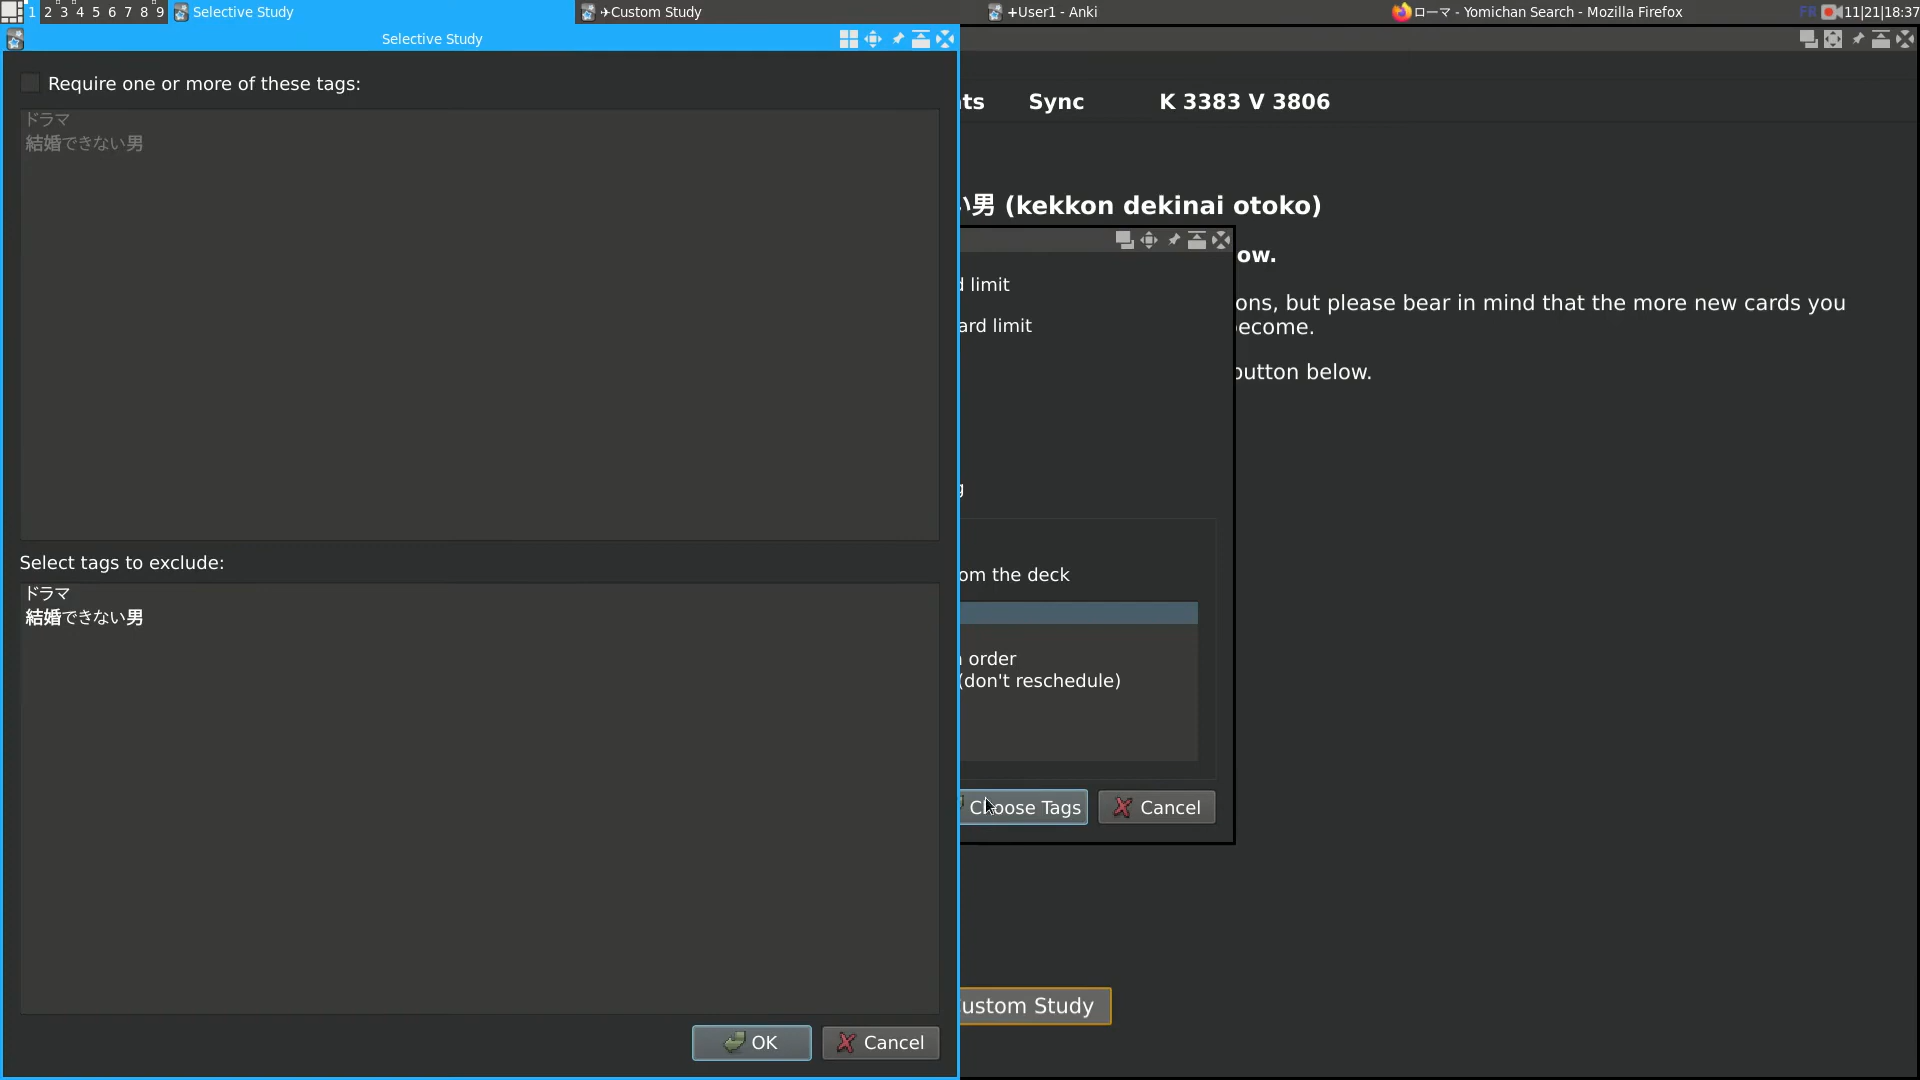 1 2 3 4 5 6 7 8 9 Selective Study ✈Custom Study +User1 - Anki ローマ - Yomichan Search - Mozilla Firefox FR 11|21|18:37
Selective Study
Require one or more of these tags:
ドラマ
結婚できない男
Select tags to exclude:
ドラマ
結婚できない男
OK Cancel
ts Sync K 3383 V 3806
い男 (kekkon dekinai otoko)
ow.
ons, but please bear in mind that the more new cards you
ecome.
button below.
d limit
ard limit
g
om the deck
order
(don't reschedule)
Choose Tags Cancel
ustom Study